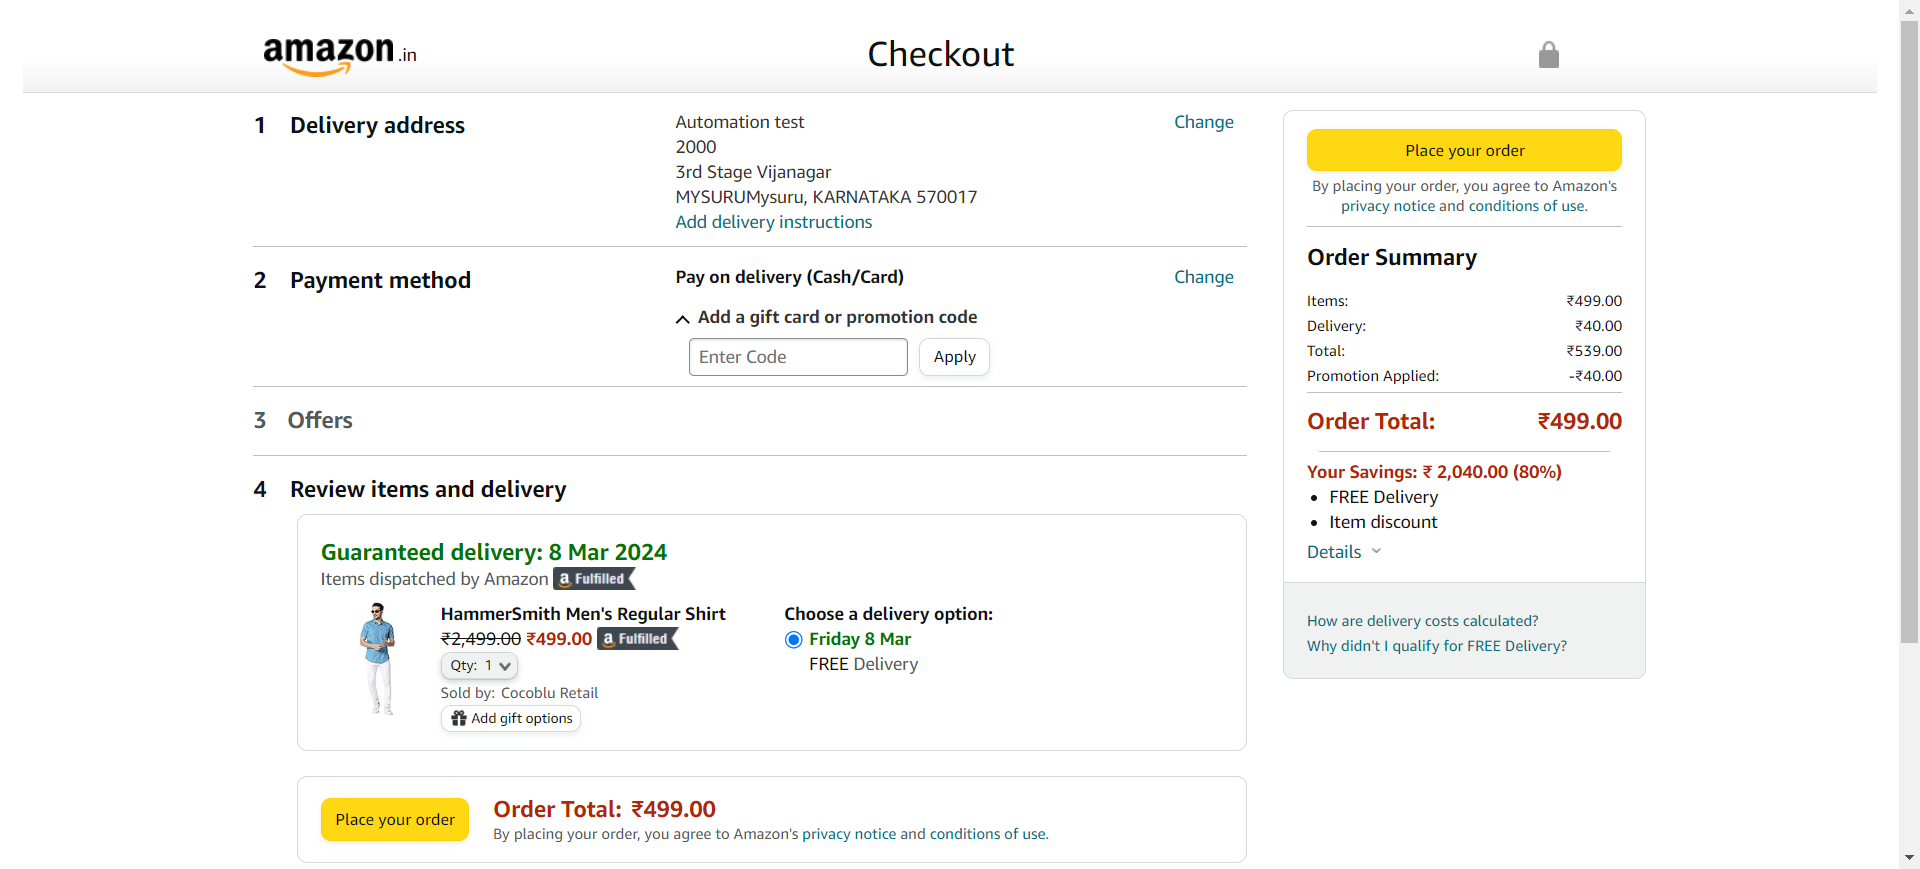 amazon.in
Checkout
1 Delivery address
Automation test
2000
3rd Stage Vijanagar
MYSURUMysuru, KARNATAKA 570017
Add delivery instructions
Change
2 Payment method
Pay on delivery (Cash/Card)
Change
Add a gift card or promotion code
Enter Code
Apply
3 Offers
4 Review items and delivery
Guaranteed delivery: 8 Mar 2024
Items dispatched by Amazon a Fulfilled
HammerSmith Men's Regular Shirt
₹2,499.00 ₹499.00 a Fulfilled
Qty: 1
Sold by: Cocoblu Retail
Add gift options
Choose a delivery option:
Friday 8 Mar
FREE Delivery
Place your order
Order Total: ₹499.00
By placing your order, you agree to Amazon's privacy notice and conditions of use.
Place your order
By placing your order, you agree to Amazon's
privacy notice and conditions of use.
Order Summary
Items: ₹499.00
Delivery: ₹40.00
Total: ₹539.00
Promotion Applied: -₹40.00
Order Total: ₹499.00
Your Savings: ₹ 2,040.00 (80%)
• FREE Delivery
• Item discount
Details
How are delivery costs calculated?
Why didn't I qualify for FREE Delivery?